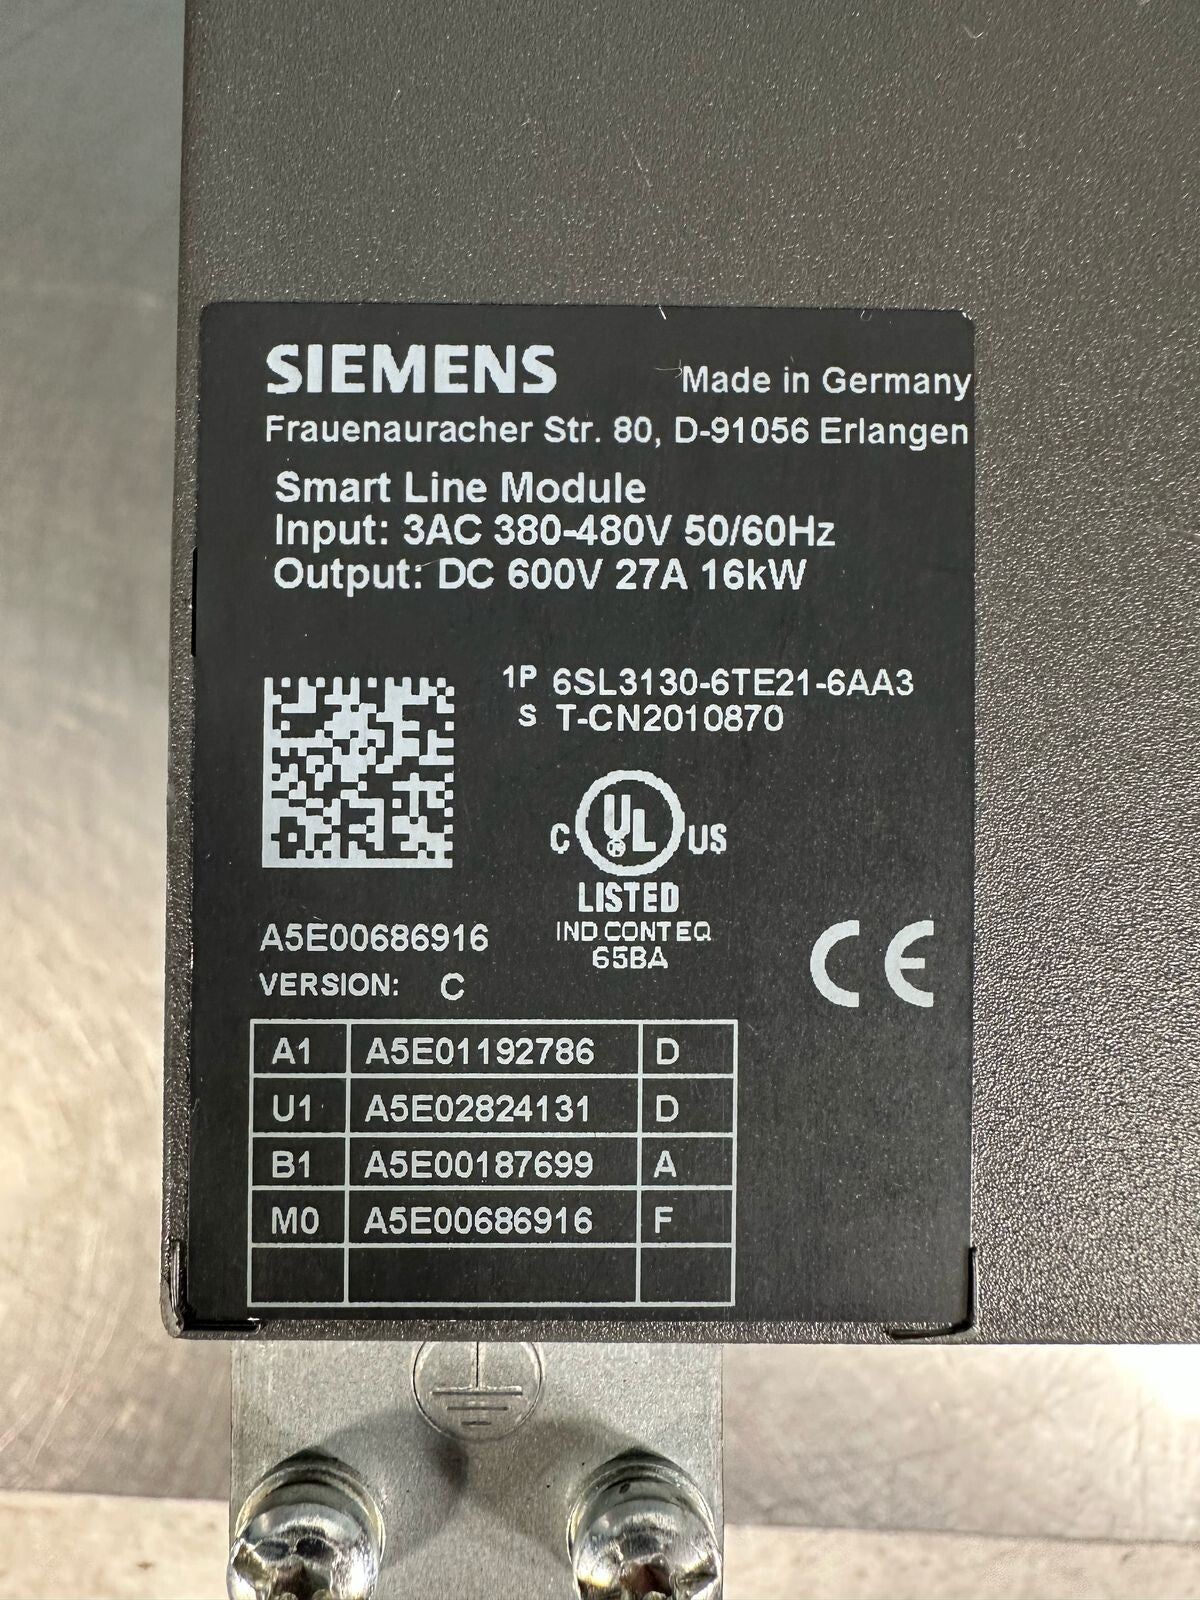 SIEMENS Made in Germany
Frauenauracher Str. 80, D-91056 Erlangen
Smart Line Module
Input: 3AC 380-480V 50/60Hz
Output: DC 600V 27A 16kW
1P 6SL3130-6TE21-6AA3
S T-CN2010870
C UL ® US
LISTED
IND.CONT.EQ
65BA
CE
A5E00686916
VERSION: C
A1 A5E01192786 D
U1 A5E02824131 D
B1 A5E00187699 A
M0 A5E00686916 F